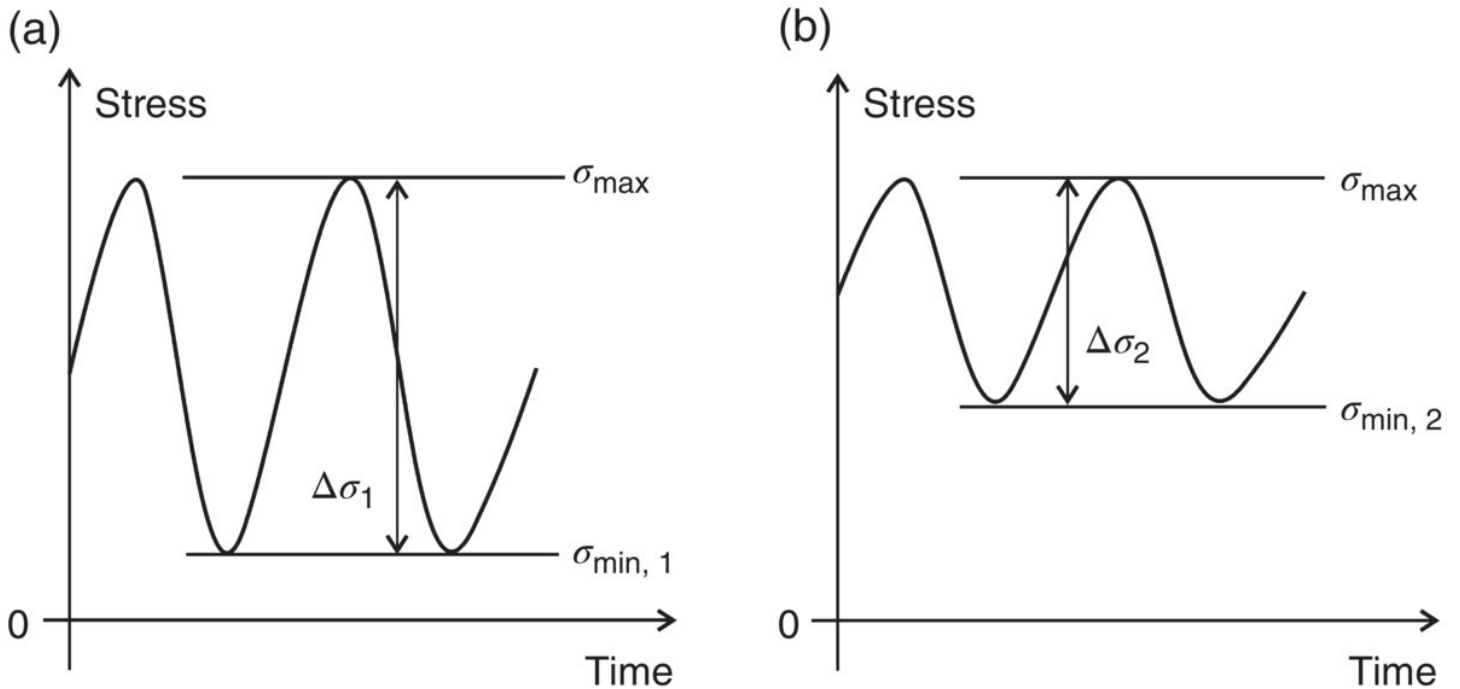 (a)
Stress
σmax
Δσ1
σmin, 1
0
Time
(b)
Stress
σmax
Δσ2
σmin, 2
0
Time